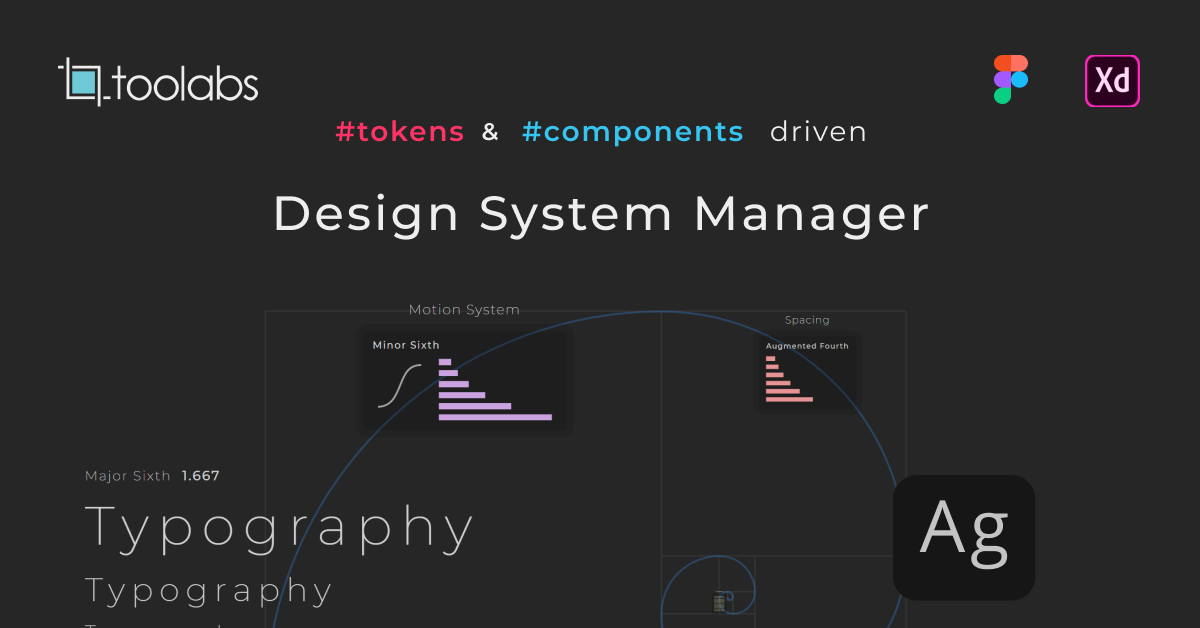 toolabs
Xd
#tokens & #components driven
Design System Manager
Motion System
Spacing
Minor Sixth
Augmented Fourth
Major Sixth 1.667
Typography
Ag
Typography